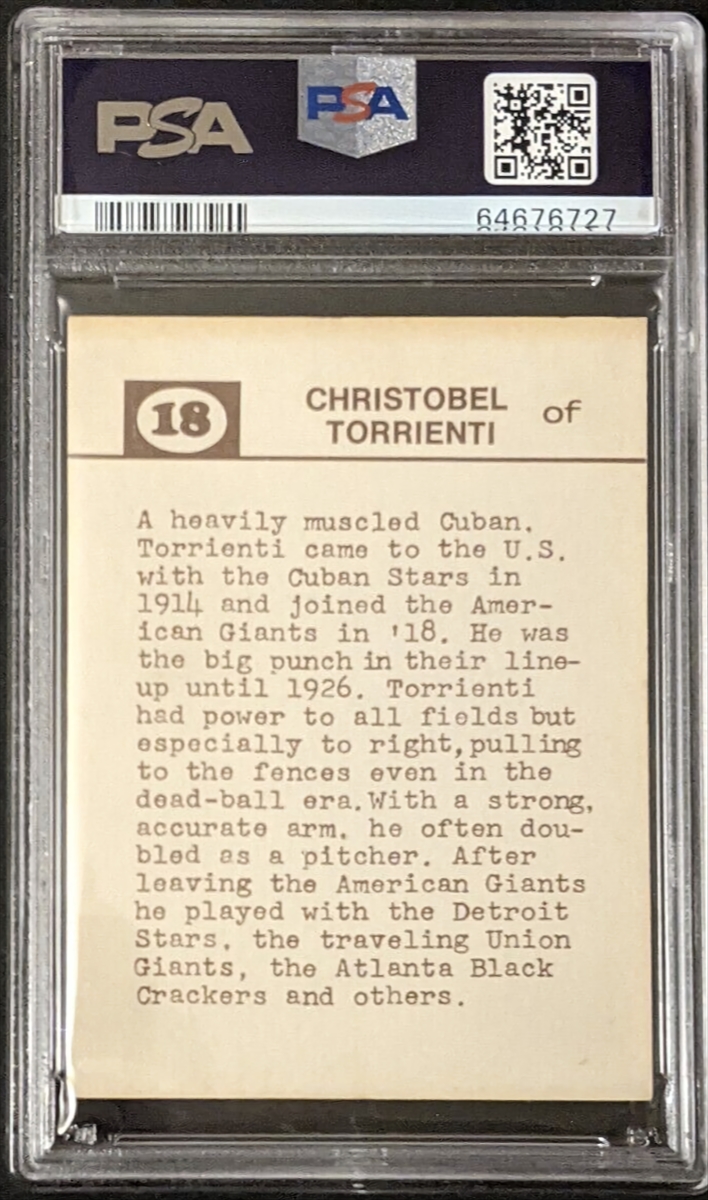 PSA
PSA
64676727
18
CHRISTOBEL of
TORRIENTI
A heavily muscled Cuban,
Torrienti came to the U.S.
with the Cuban Stars in
1914 and joined the Amer-
ican Giants in '18. He was
the big punch in their line-
up until 1926. Torrienti
had power to all fields but
especially to right,pulling
to the fences even in the
dead-ball era.With a strong,
accurate arm, he often dou-
bled as a pitcher. After
leaving the American Giants
he played with the Detroit
Stars, the traveling Union
Giants, the Atlanta Black
Crackers and others.